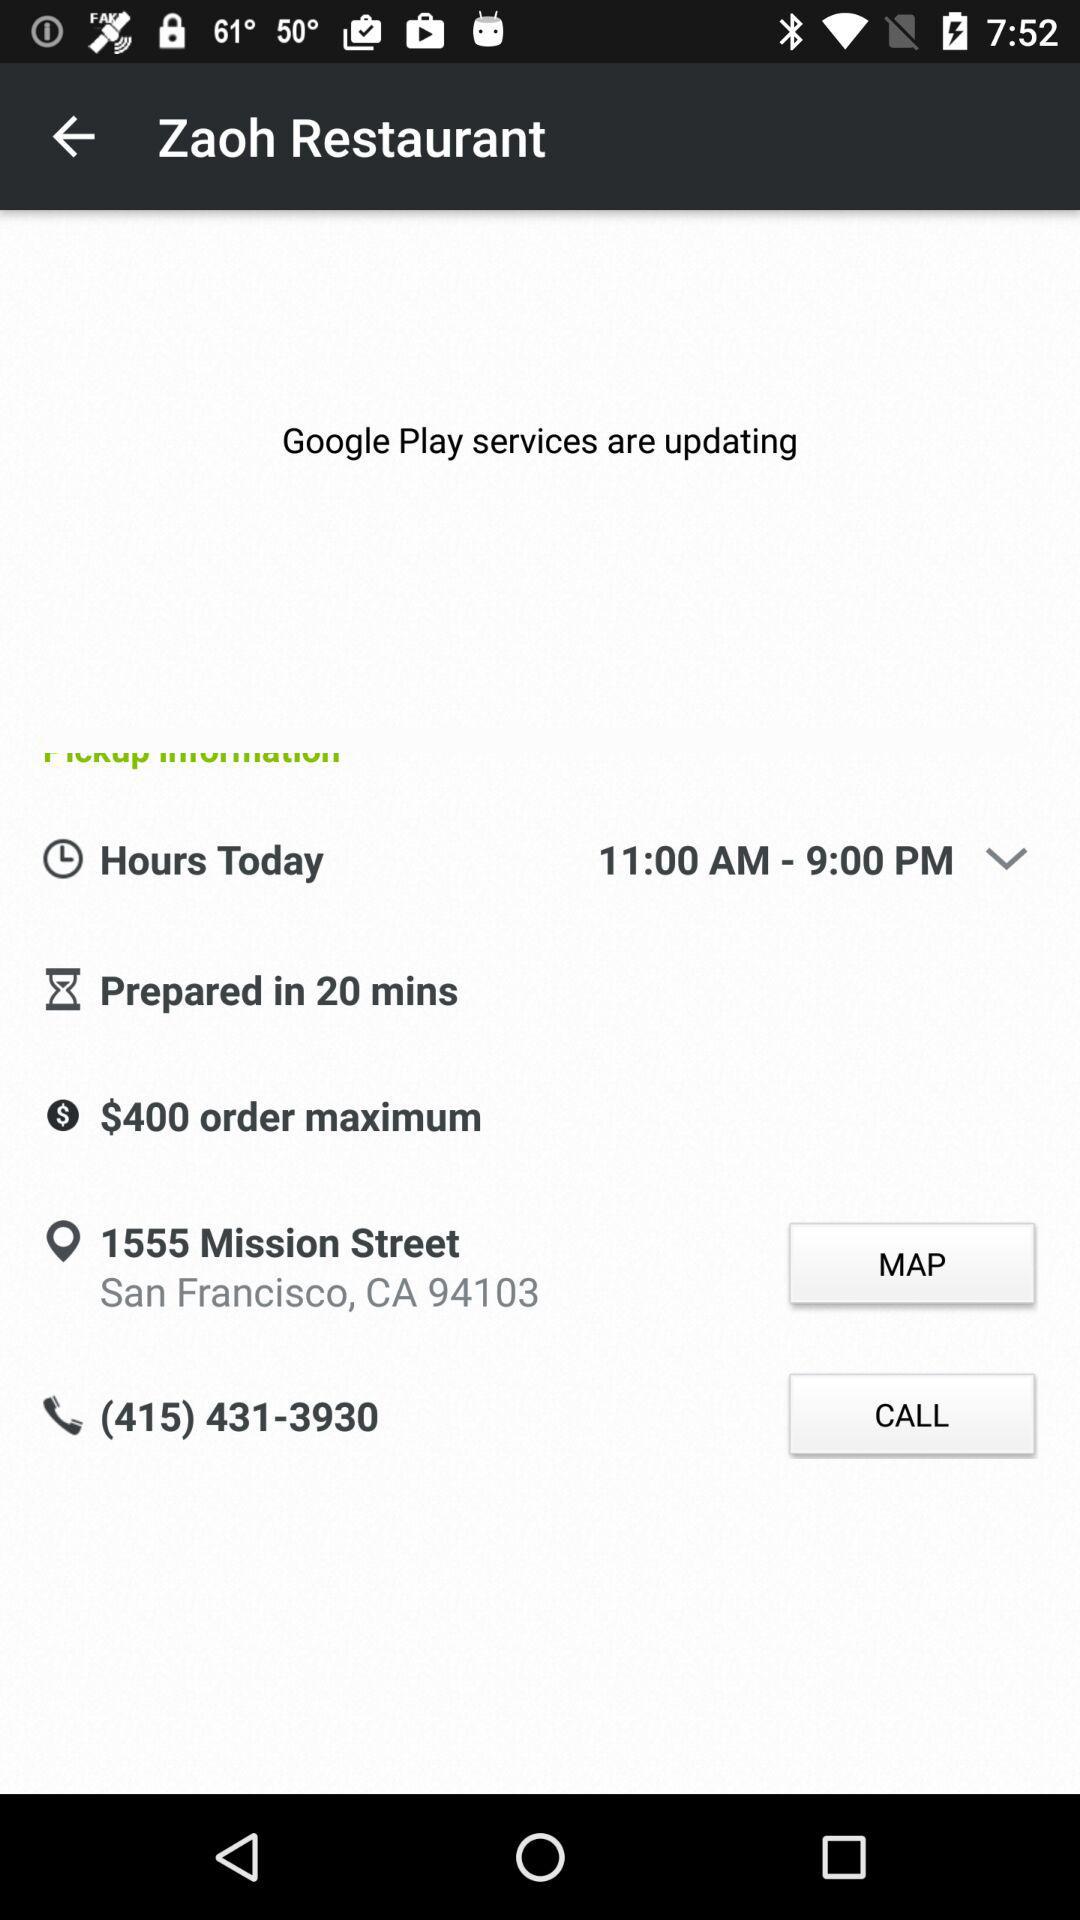 FAKE
61° 50° 7:52
Zaoh Restaurant
Google Play services are updating
Pickup Information
Hours Today 11:00 AM - 9:00 PM
Prepared in 20 mins
$400 order maximum
1555 Mission Street
San Francisco, CA 94103
MAP
(415) 431-3930
CALL